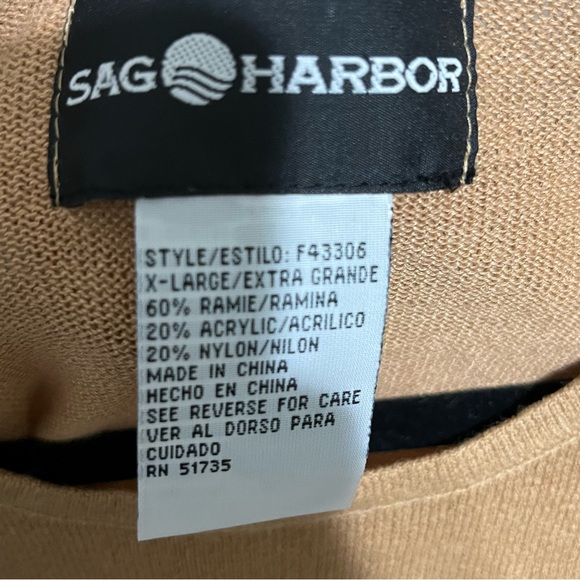 SAG HARBOR
STYLE/ESTILO: F43306
X-LARGE/EXTRA GRANDE
60% RAMIE/RAMINA
20% ACRYLIC/ACRILICO
20% NYLON/NILON
MADE IN CHINA
HECHO EN CHINA
SEE REVERSE FOR CARE
VER AL DORSO PARA
CUIDADO
RN 51735